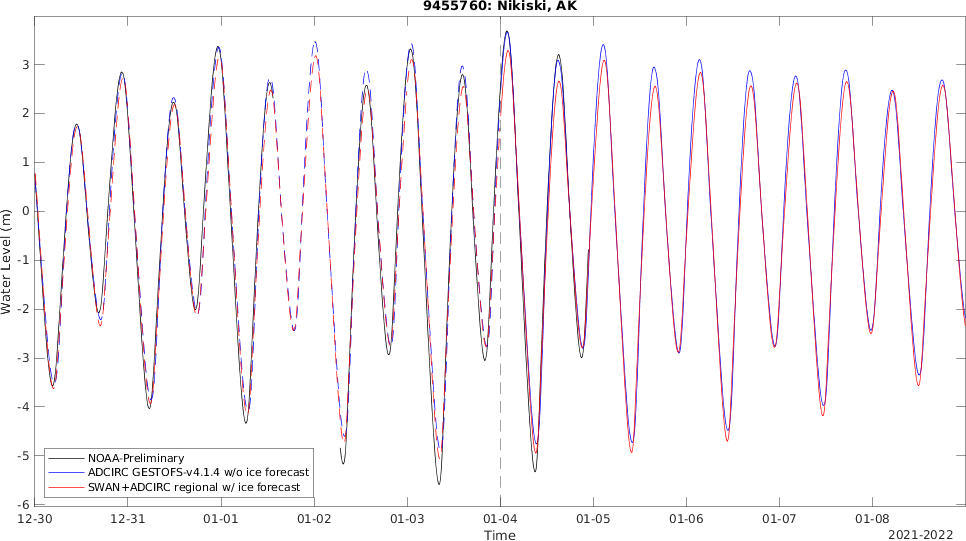 9455760: Nikiski, AK
Water Level (m)
3
2
1
0
-1
-2
-3
-4
-5
-6
NOAA-Preliminary
ADCIRC GESTOFS-v4.1.4 w/o ice forecast
SWAN+ADCIRC regional w/ ice forecast
12-30 12-31 01-01 01-02 01-03 01-04 01-05 01-06 01-07 01-08
Time
2021-2022